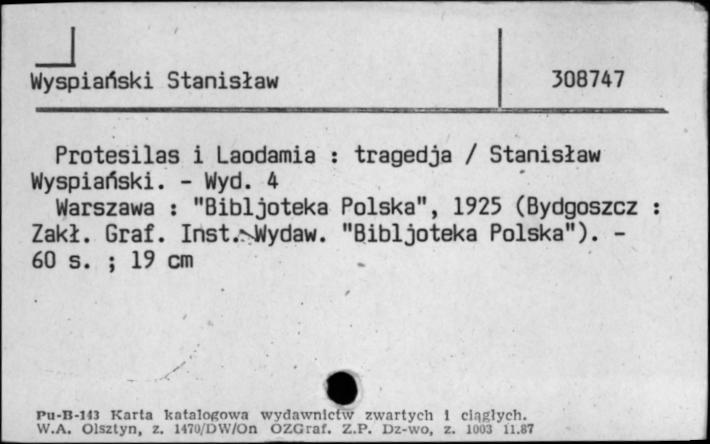 Wyspiański Stanisław 308747
Protesilas i Laodamia : tragedja / Stanisław
Wyspiański. - Wyd. 4
Warszawa : "Bibljoteka Polska", 1925 (Bydgoszcz :
Zakł. Graf. Inst. Wydaw. "Bibljoteka Polska"). -
60 s. ; 19 cm
Pu-B-143 Karta katalogowa wydawnictw zwartych i ciągłych.
W.A. Olsztyn, z. 1470/DW/On OZGraf. Z.P. Dz-wo, z. 1003 11.87